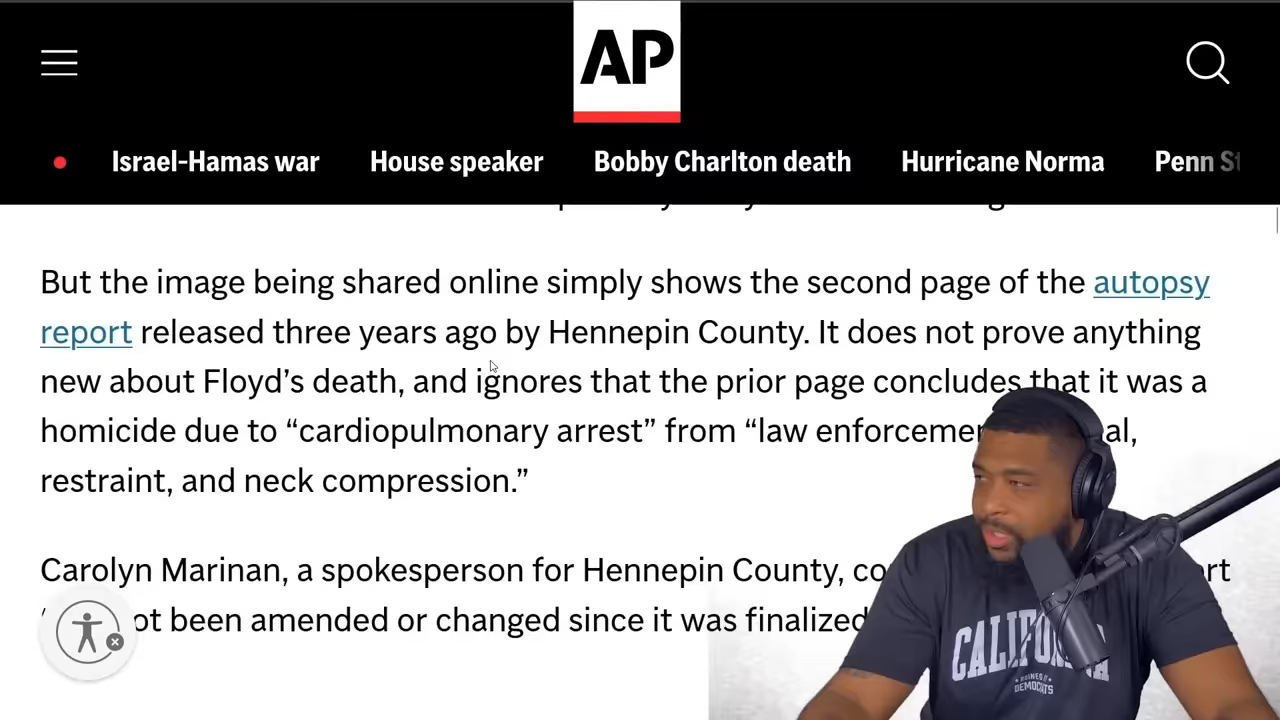 AP
Israel-Hamas war House speaker Bobby Charlton death Hurricane Norma Penn
But the image being shared online simply shows the second page of the autopsy
report released three years ago by Hennepin County. It does not prove anything
new about Floyd’s death, and ignores that the prior page concludes that it was a
homicide due to “cardiopulmonary arrest” from “law
restraint, and neck compression.”
Carolyn Marinan, a spokesperson for Hennepin County,
been amended or changed since it was finalized
CALIFORNIA
DEMOCRATS